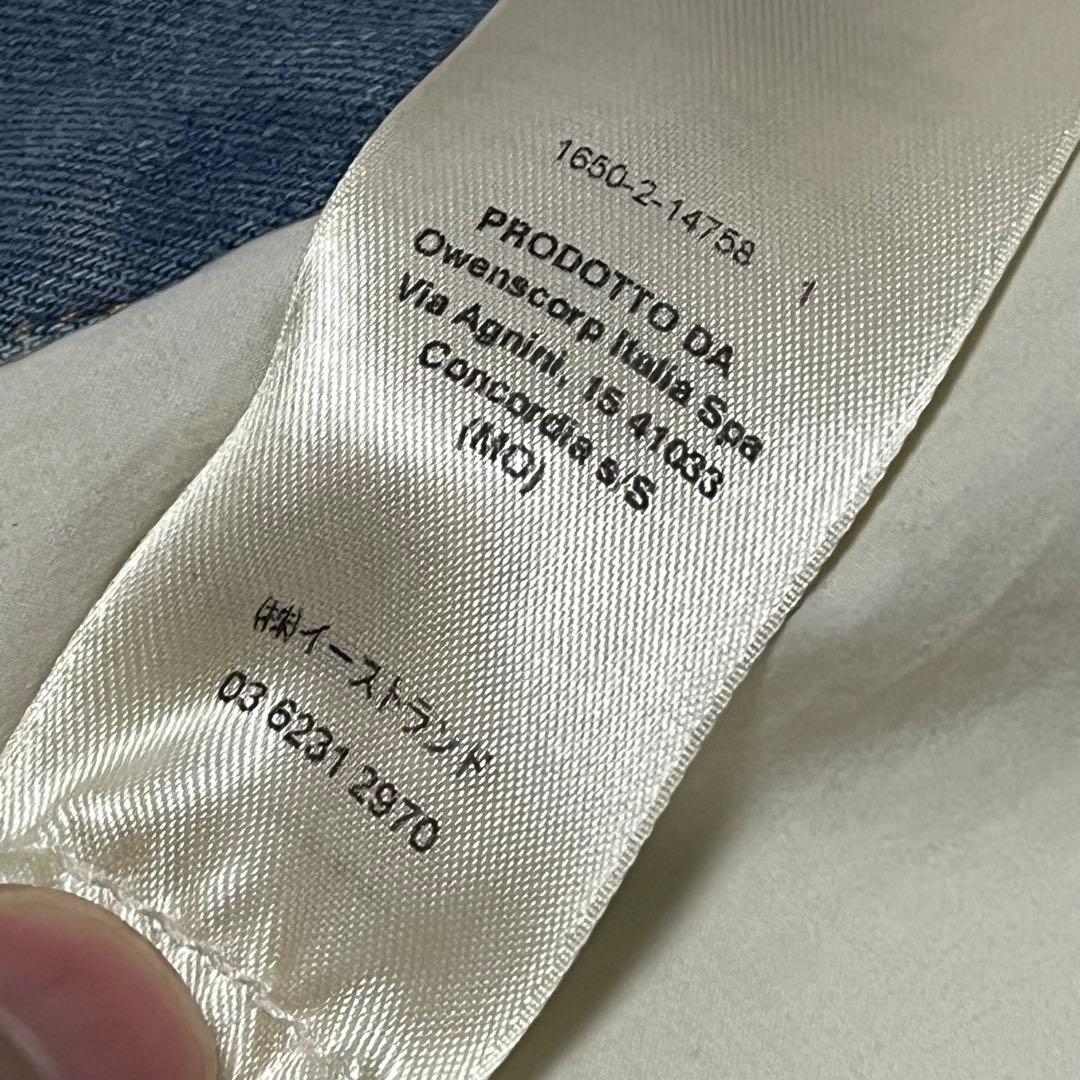 1650-2-14758 1
PRODOTTO DA
Owenscorp Italia Spa
Via Agnini, 15 41033
Concordia s/S
(MO)
(株)イーストランド
03 6231 2970